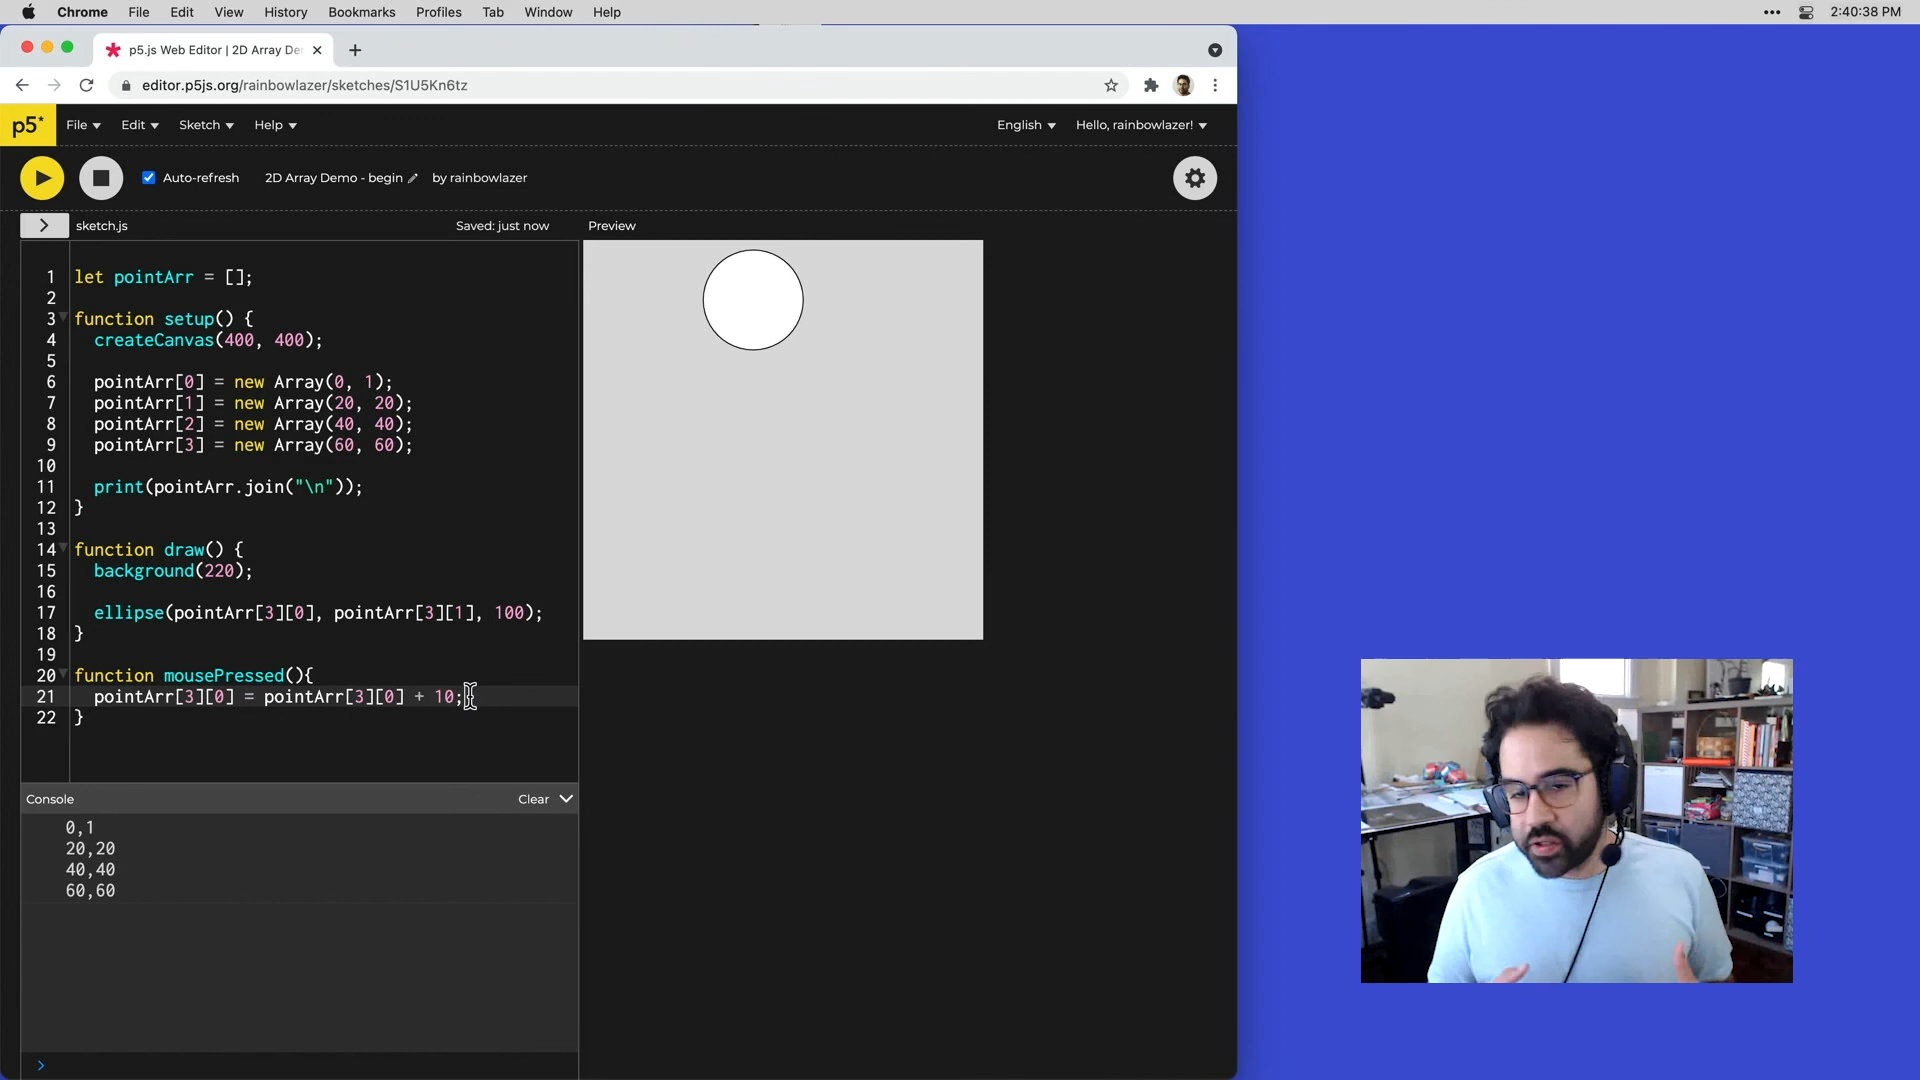 Chrome File Edit View History Bookmarks Profiles Tab Window Help 2:40:38 PM
p5.js Web Editor | 2D Array De
editor.p5js.org/rainbowlazer/sketches/S1U5Kn6tz
p5* File Edit Sketch Help English Hello, rainbowlazer!
Auto-refresh 2D Array Demo - begin by rainbowlazer
> sketch.js Saved: just now Preview
1 let pointArr = [];
2
3 function setup() {
4 createCanvas(400, 400);
5
6 pointArr[0] = new Array(0, 1);
7 pointArr[1] = new Array(20, 20);
8 pointArr[2] = new Array(40, 40);
9 pointArr[3] = new Array(60, 60);
10
11 print(pointArr.join("\n"));
12 }
13
14 function draw() {
15 background(220);
16
17 ellipse(pointArr[3][0], pointArr[3][1], 100);
18 }
19
20 function mousePressed(){
21 pointArr[3][0] = pointArr[3][0] + 10;
22 }
Console Clear
0,1
20,20
40,40
60,60
>